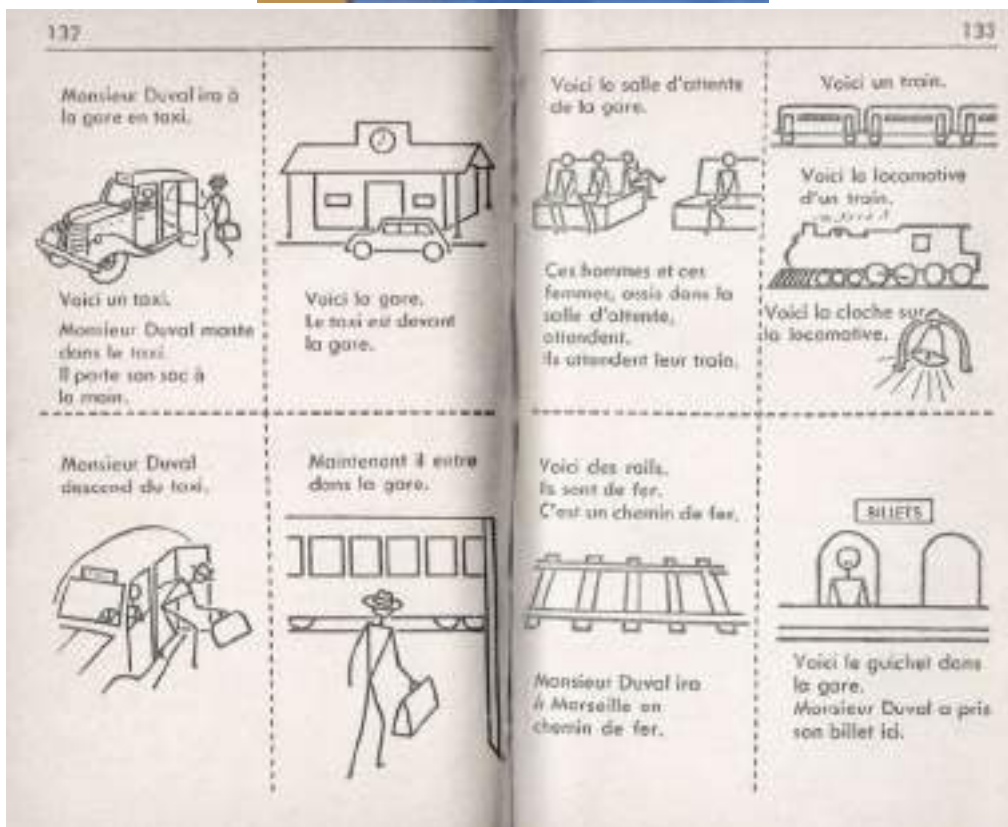 132
Monsieur Duval ira à
la gare en taxi.
Voici un taxi.
Monsieur Duval monte
dans le taxi.
Il porte son sac à
la main.
Voici la gare.
Le taxi est devant
la gare.
Monsieur Duval
descend du taxi.
Maintenant il entre
dans la gare.
133
Voici la salle d'attente
de la gare.
Ces hommes et ces
femmes, assis dans la
salle d'attente,
attendent.
Ils attendent leur train.
Voici un train.
Voici la locomotive
d'un train.
Voici la cloche sur
la locomotive.
Voici des rails.
Ils sont de fer.
C'est un chemin de fer.
Monsieur Duval ira
à Marseille en
chemin de fer.
BILLETS
Voici le guichet dans
la gare.
Monsieur Duval a pris
son billet ici.